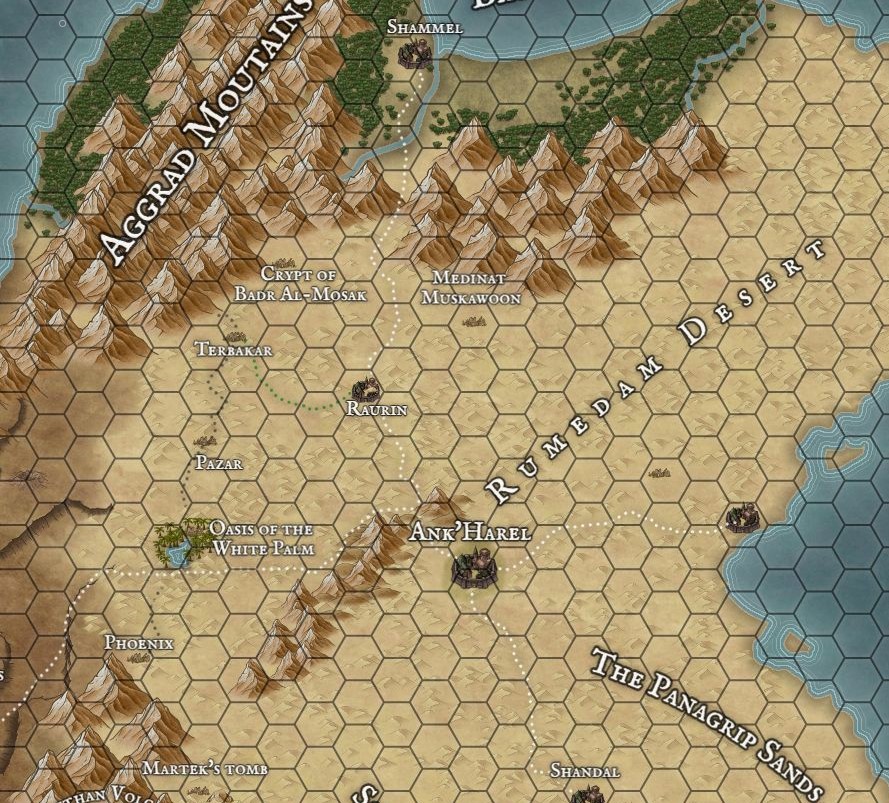 Shammel
Aggrad Moutains
Crypt of
Badr Al-Mosak
Medinat
Muskawoon
Terbakar
Raurin
Rumedam Desert
Pazar
Oasis of the
White Palm
Ank'Harel
Phoenix
The Panagrip Sands
Martek's tomb
Shandal